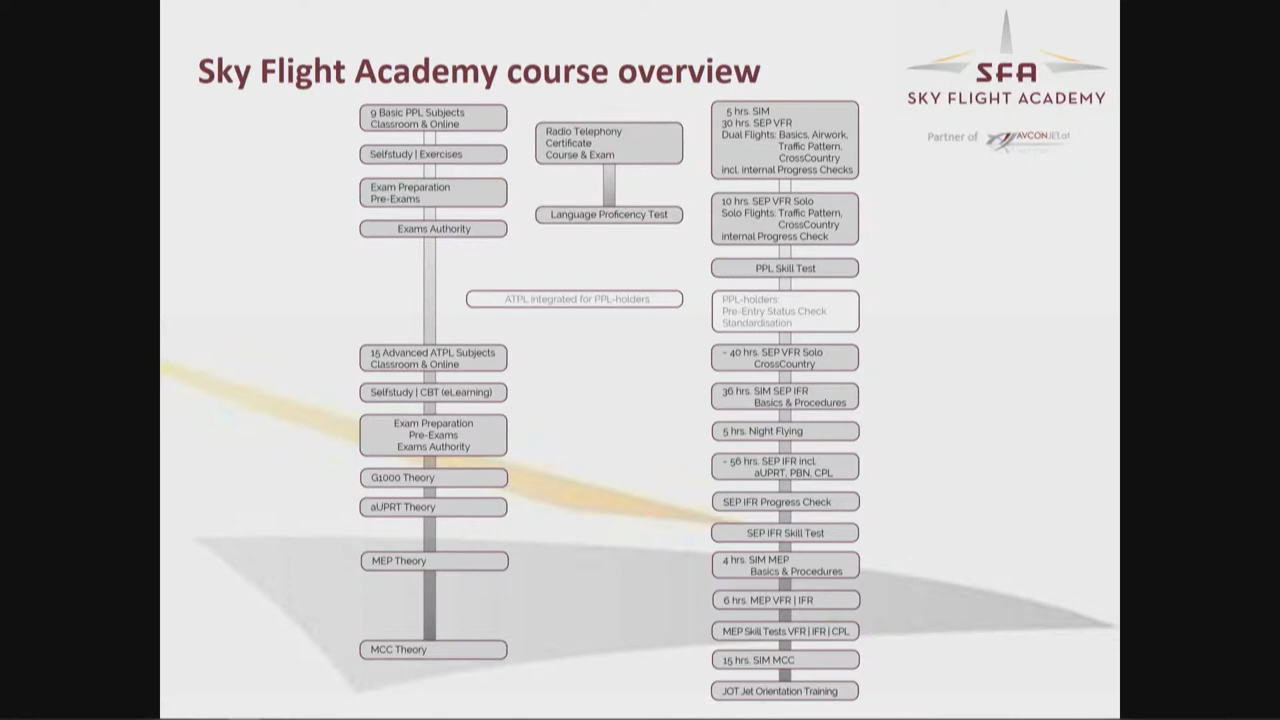 Sky Flight Academy course overview
SFA
SKY FLIGHT ACADEMY
Partner of AVCONJET.at
9 Basic PPL Subjects
Classroom & Online
Selfstudy | Exercises
Exam Preparation
Pre-Exams
Exams Authority
15 Advanced ATPL Subjects
Classroom & Online
Selfstudy | CBT (eLearning)
Exam Preparation
Pre-Exams
Exams Authority
G1000 Theory
aUPRT Theory
MEP Theory
MCC Theory
Radio Telephony
Certificate
Course & Exam
Language Proficency Test
ATPL integrated for PPL-holders
5 hrs. SIM
30 hrs. SEP VFR
Dual Flights: Basics, Airwork,
Traffic Pattern,
CrossCountry
incl. internal Progress Checks
10 hrs. SEP VFR Solo
Solo Flights: Traffic Pattern,
CrossCountry
internal Progress Check
PPL Skill Test
PPL-holders:
Pre-Entry Status Check
Standardisation
~ 40 hrs. SEP VFR Solo
CrossCountry
36 hrs. SIM SEP IFR
Basics & Procedures
5 hrs. Night Flying
~ 56 hrs. SEP IFR incl.
aUPRT, PBN, CPL
SEP IFR Progress Check
SEP IFR Skill Test
4 hrs. SIM MEP
Basics & Procedures
6 hrs. MEP VFR | IFR
MEP Skill Tests VFR | IFR | CPL
15 hrs. SIM MCC
JOT Jet Orientation Training